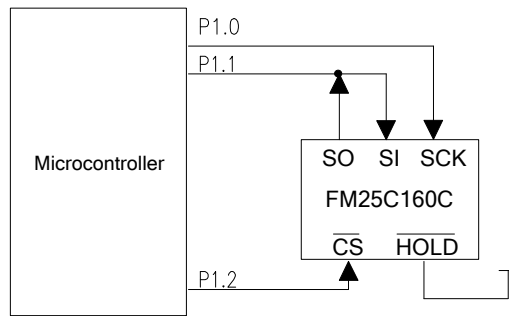 P1.0
P1.1
Microcontroller
SO SI SCK
FM25C160C
CS HOLD
P1.2